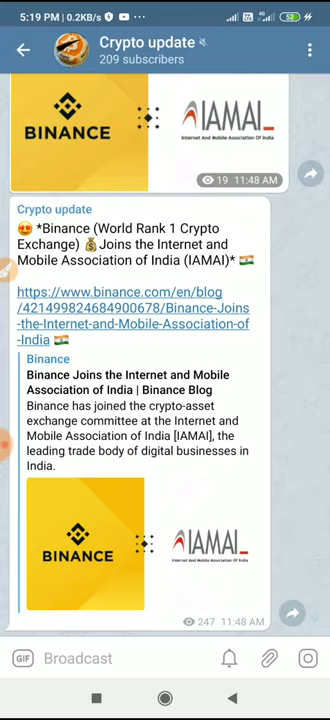 5:19 PM | 0.2KB/s
52
Crypto update
209 subscribers
BINANCE
IAMAI
Internet And Mobile Association Of India
19 11:48 AM
Crypto update
😍 *Binance (World Rank 1 Crypto
Exchange) 💰Joins the Internet and
Mobile Association of India (IAMAI)* 🇮🇳
https://www.binance.com/en/blog
/421499824684900678/Binance-Joins
-the-Internet-and-Mobile-Association-of
-India 🇮🇳
Binance
Binance Joins the Internet and Mobile
Association of India | Binance Blog
Binance has joined the crypto-asset
exchange committee at the Internet and
Mobile Association of India [IAMAI], the
leading trade body of digital businesses in
India.
BINANCE
IAMAI
Internet And Mobile Association Of India
247 11:48 AM
GIF Broadcast